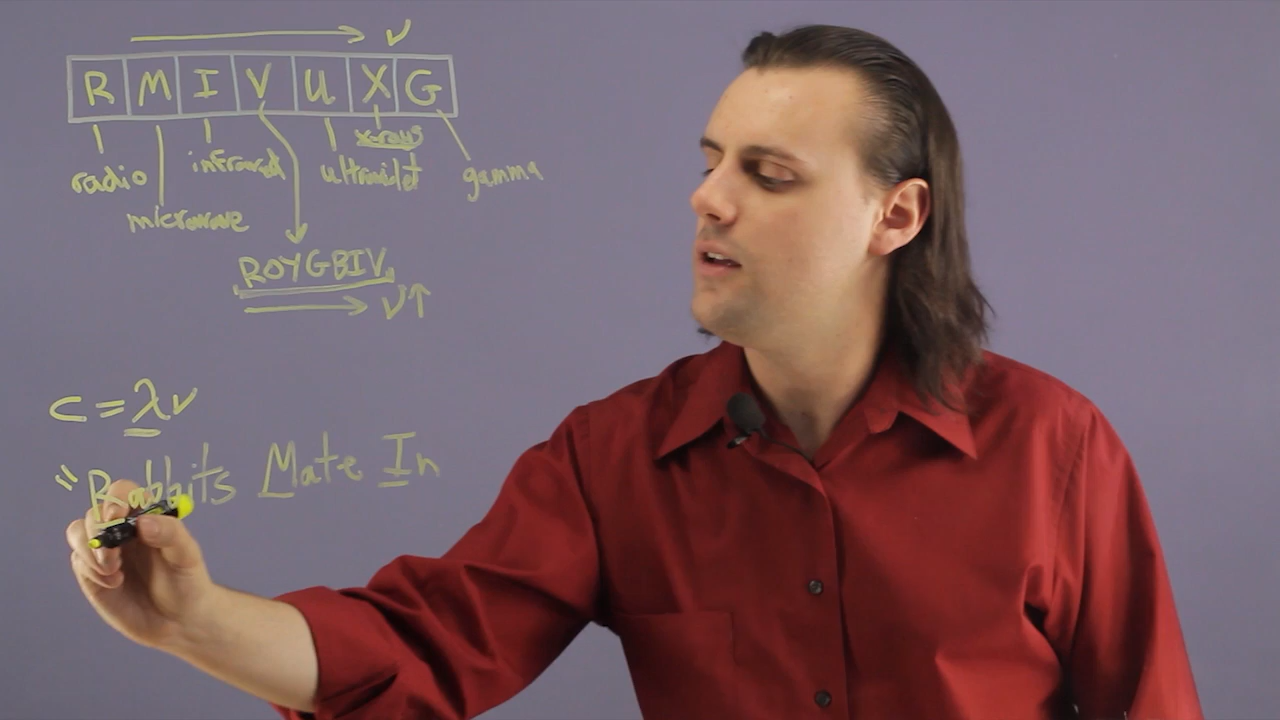 ν
R M I V U X G
x-rays
radio infrared ultraviolet gamma
microwave
ROYGBIV
ν↑
c = λν
"Rabbits Mate In